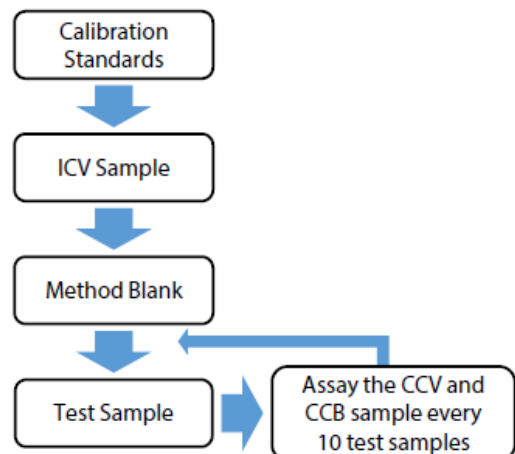 Calibration
Standards
ICV Sample
Method Blank
Test Sample
Assay the CCV and
CCB sample every
10 test samples